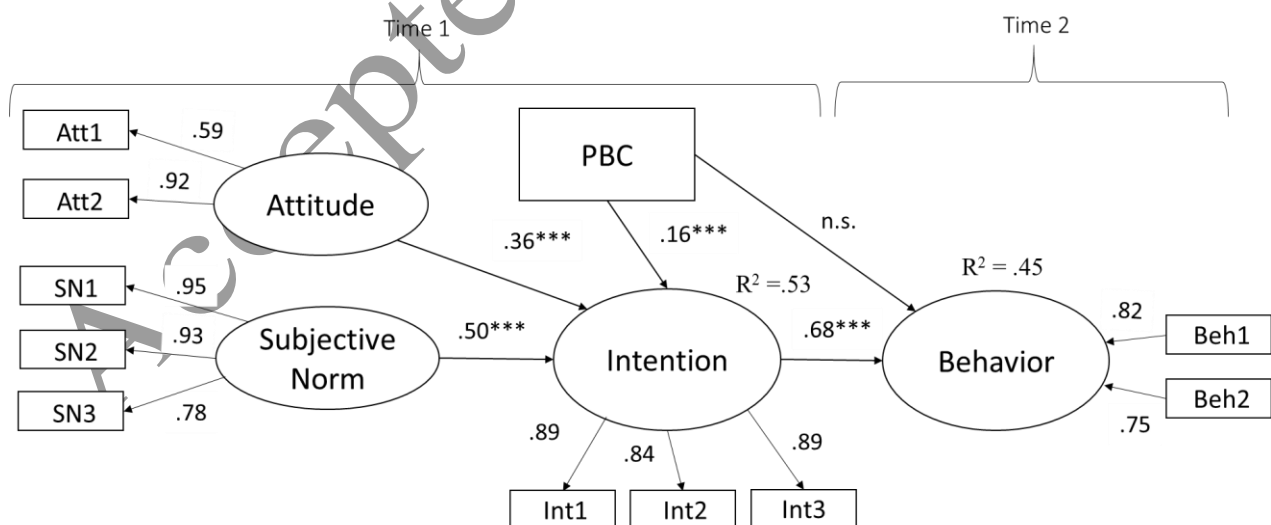 Accepte
Time 1
Time 2
Att1
.59
Att2
.92
Attitude
PBC
.36***
.16***
n.s.
SN1
.95
SN2
.93
SN3
.78
Subjective
Norm
.50***
R² =.53
Intention
.68***
R² = .45
Behavior
.82
Beh1
.75
Beh2
.89
.84
.89
Int1
Int2
Int3